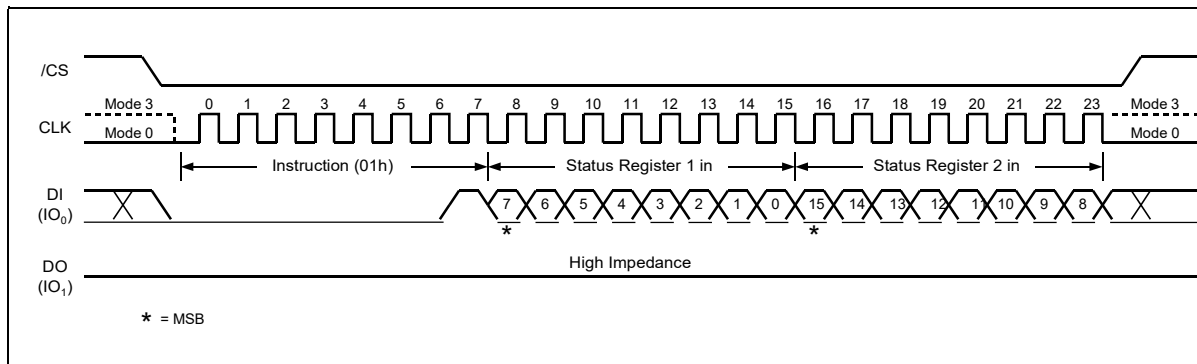 /CS
Mode 3 0 1 2 3 4 5 6 7 8 9 10 11 12 13 14 15 16 17 18 19 20 21 22 23 Mode 3
CLK Mode 0 Mode 0
Instruction (01h) Status Register 1 in Status Register 2 in
DI
(IO0) 7 6 5 4 3 2 1 0 15 14 13 12 11 10 9 8
* *
DO High Impedance
(IO1)
* = MSB